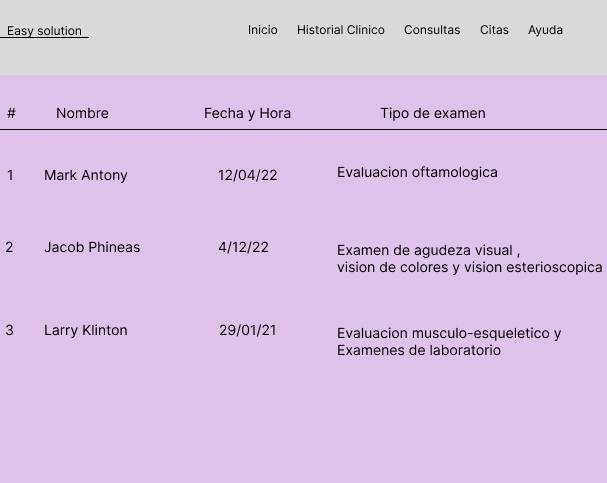 Easy solution Inicio Historial Clinico Consultas Citas Ayuda
# Nombre Fecha y Hora Tipo de examen
1 Mark Antony 12/04/22 Evaluacion oftamologica
2 Jacob Phineas 4/12/22 Examen de agudeza visual ,
vision de colores y vision esterioscopica
3 Larry Klinton 29/01/21 Evaluacion musculo-esqueletico y
Examenes de laboratorio